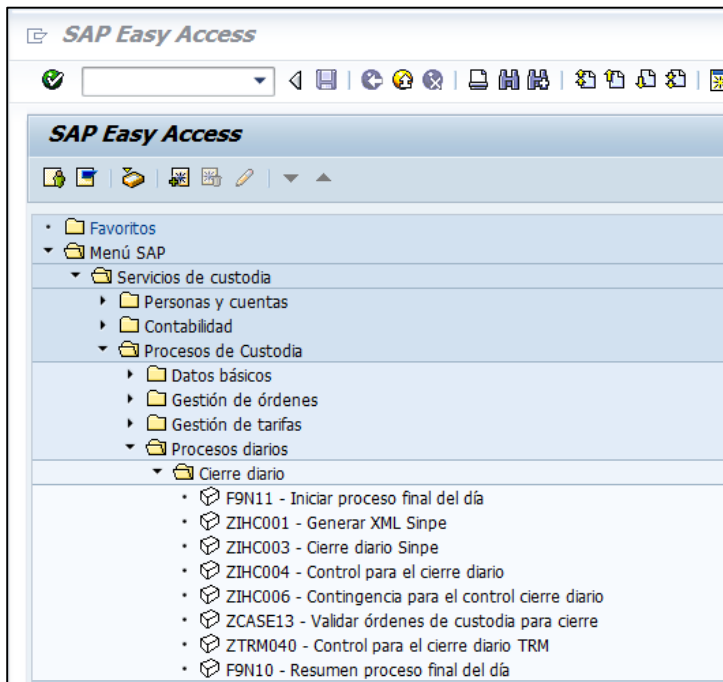 SAP Easy Access
SAP Easy Access
Favoritos
Menú SAP
Servicios de custodia
Personas y cuentas
Contabilidad
Procesos de Custodia
Datos básicos
Gestión de órdenes
Gestión de tarifas
Procesos diarios
Cierre diario
F9N11 - Iniciar proceso final del día
ZIHC001 - Generar XML Sinpe
ZIHC003 - Cierre diario Sinpe
ZIHC004 - Control para el cierre diario
ZIHC006 - Contingencia para el control cierre diario
ZCASE13 - Validar órdenes de custodia para cierre
ZTRM040 - Control para el cierre diario TRM
F9N10 - Resumen proceso final del día